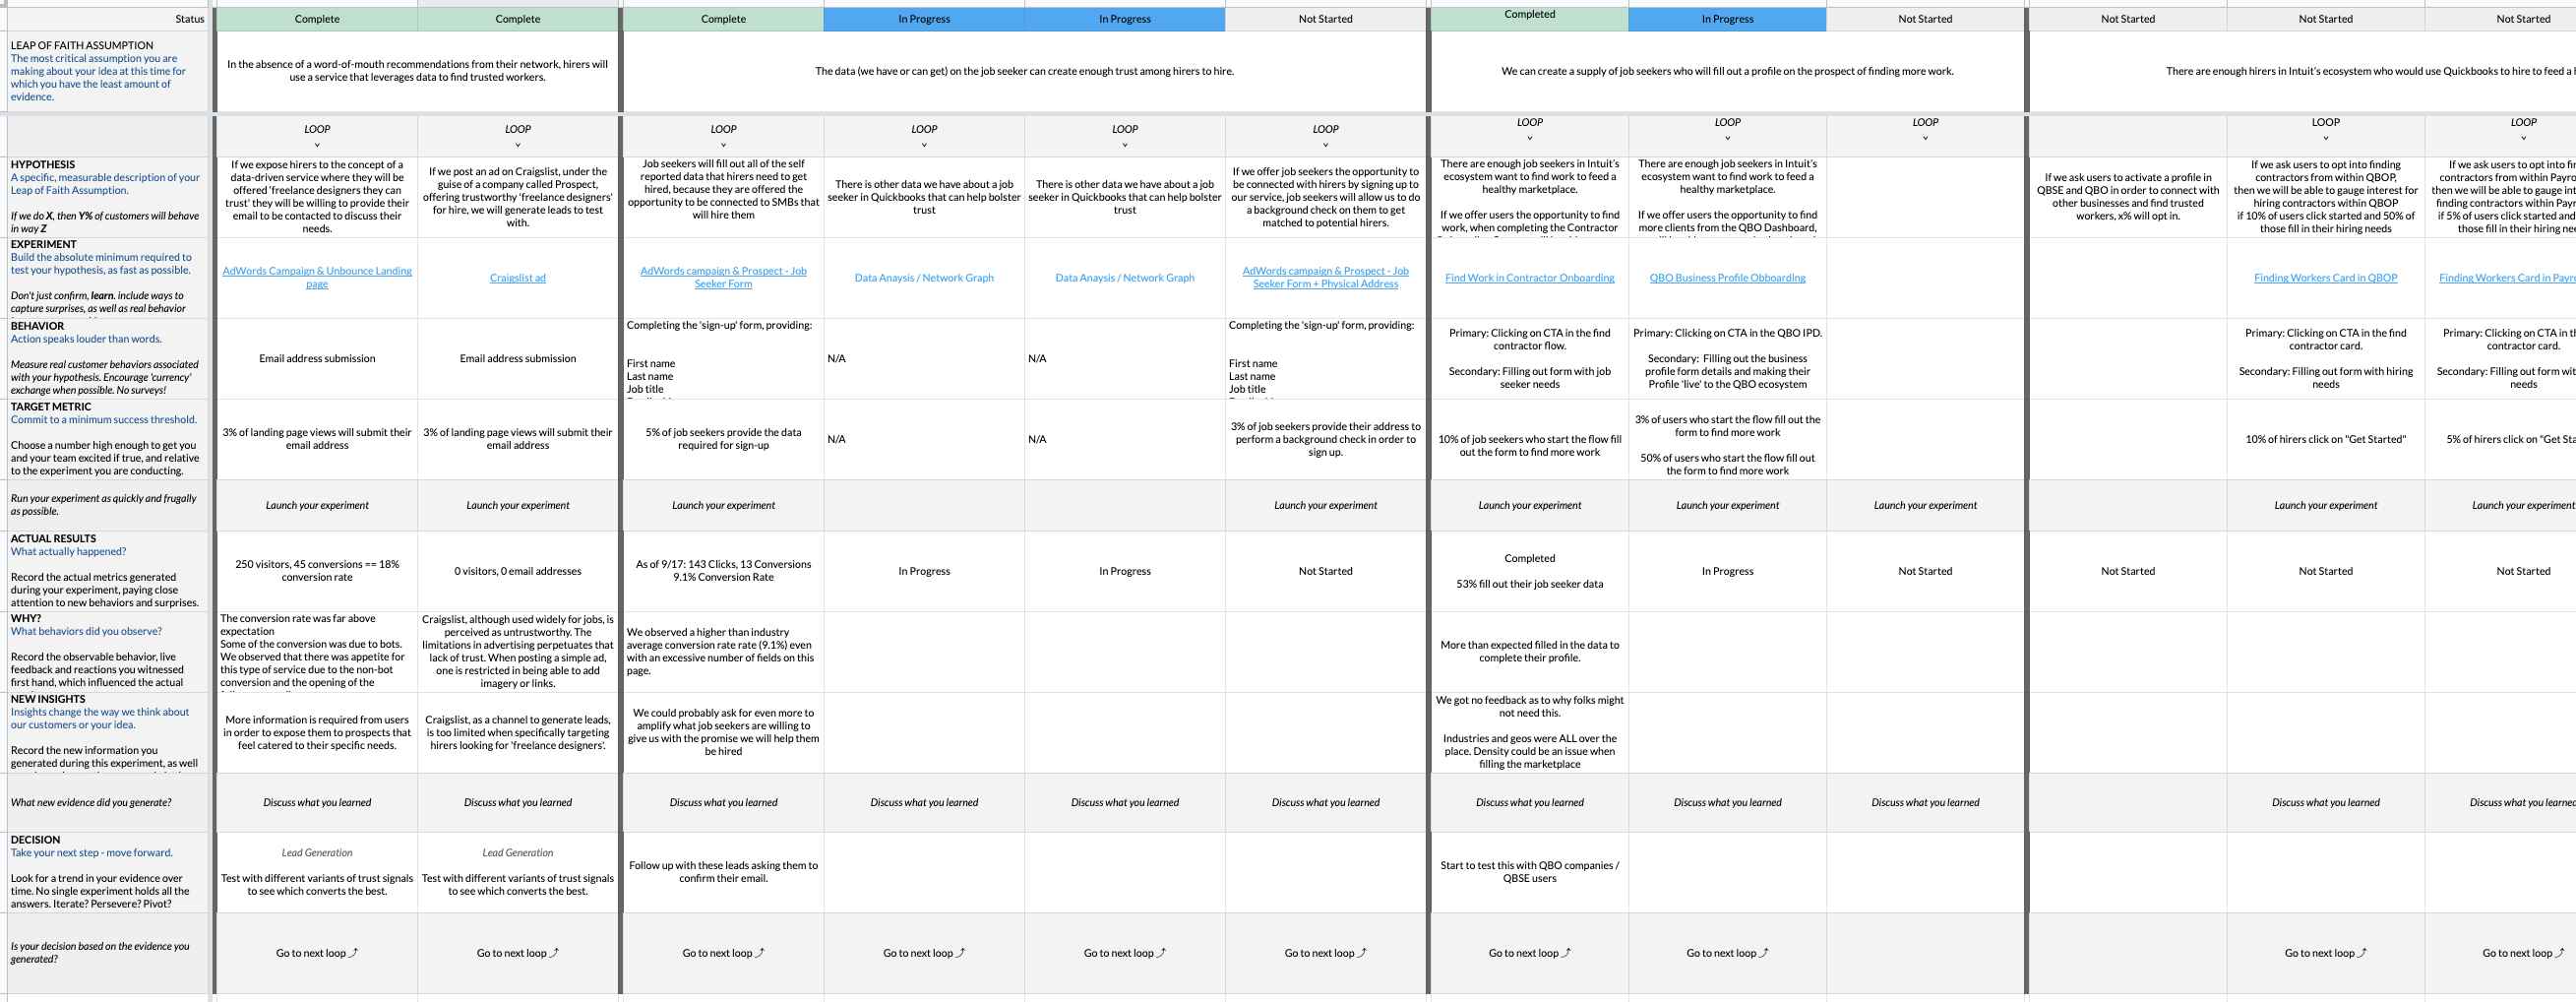 Status
Complete
Complete
Complete
In Progress
In Progress
Not Started
Completed
In Progress
Not Started
Not Started
Not Started
Not Started
LEAP OF FAITH ASSUMPTION
The most critical assumption you are
making about your idea at this time for
which you have the least amount of
evidence.
In the absence of a word-of-mouth recommendations from their network, hirers will
use a service that leverages data to find trusted workers.
The data (we have or can get) on the job seeker can create enough trust among hirers to hire.
We can create a supply of job seekers who will fill out a profile on the prospect of finding more work.
There are enough hirers in Intuit's ecosystem who would use Quickbooks to hire to feed a
LOOP
LOOP
LOOP
LOOP
LOOP
LOOP
LOOP
LOOP
LOOP
LOOP
LOOP
HYPOTHESIS
A specific, measurable description of your
Leap of Faith Assumption.
If we do X, then Y% of customers will behave
in way Z
If we expose hirers to the concept of a
data-driven service where they will be
offered 'freelance designers they can
trust' they will be willing to provide their
email to be contacted to discuss their
needs.
If we post an ad on Craigslist, under the
guise of a company called Prospect,
offering trustworthy 'freelance designers'
for hire, we will generate leads to test
with.
Job seekers will fill out all of the self
reported data that hirers need to get
hired, because they are offered the
opportunity to be connected to SMBs that
will hire them
There is other data we have about a job
seeker in Quickbooks that can help bolster
trust
There is other data we have about a job
seeker in Quickbooks that can help bolster
trust
If we offer job seekers the opportunity to
be connected with hirers by signing up to
our service, job seekers will allow us to do
a background check on them to get
matched to potential hirers.
There are enough job seekers in Intuit's
ecosystem want to find work to feed a
healthy marketplace.
If we offer users the opportunity to find
work, when completing the Contractor
There are enough job seekers in Intuit's
ecosystem want to find work to feed a
healthy marketplace.
If we offer users the opportunity to find
more clients from the QBO Dashboard,
If we ask users to activate a profile in
QBSE and QBO in order to connect with
other businesses and find trusted
workers, x% will opt in.
If we ask users to opt into finding
contractors from within QBOP,
then we will be able to gauge interest for
hiring contractors within QBOP
if 10% of users click started and 50% of
those fill in their hiring needs
If we ask users to opt into
contractors from within
then we will be able to gauge
finding contractors within
if 5% of users click started and
those fill in their hiring
EXPERIMENT
Build the absolute minimum required to
test your hypothesis, as fast as possible.
Don't just confirm, learn. include ways to
capture surprises, as well as real behavior
AdWords Campaign & Unbounce Landing
page
Craigslist ad
AdWords campaign & Prospect - Job
Seeker Form
Data Anaysis / Network Graph
Data Anaysis / Network Graph
AdWords campaign & Prospect - Job
Seeker Form + Physical Address
Find Work in Contractor Onboarding
QBO Business Profile Obboarding
Finding Workers Card in QBOP
Finding Workers Card in
BEHAVIOR
Action speaks louder than words.
Measure real customer behaviors associated
with your hypothesis. Encourage 'currency'
exchange when possible. No surveys!
Email address submission
Email address submission
Completing the 'sign-up' form, providing:
First name
Last name
Job title
N/A
N/A
Completing the 'sign-up' form, providing:
First name
Last name
Job title
Primary: Clicking on CTA in the find
contractor flow.
Secondary: Filling out form with job
seeker needs
Primary: Clicking on CTA in the QBO IPD.
Secondary: Filling out the business
profile form details and making their
Profile 'live' to the QBO ecosystem
Primary: Clicking on CTA in the find
contractor card.
Secondary: Filling out form with hiring
needs
Primary: Clicking on CTA in
contractor card.
Secondary: Filling out form
needs
TARGET METRIC
Commit to a minimum success threshold.
Choose a number high enough to get you
and your team excited if true, and relative
to the experiment you are conducting.
3% of landing page views will submit their
email address
3% of landing page views will submit their
email address
5% of job seekers provide the data
required for sign-up
N/A
N/A
3% of job seekers provide their address to
perform a background check in order to
sign up.
10% of job seekers who start the flow fill
out the form to find more work
3% of users who start the flow fill out the
form to find more work
50% of users who start the flow fill out
the form to find more work
10% of hirers click on "Get Started"
5% of hirers click on "Get
Run your experiment as quickly and frugally
as possible.
Launch your experiment
Launch your experiment
Launch your experiment
Launch your experiment
Launch your experiment
Launch your experiment
Launch your experiment
Launch your experiment
Launch your experiment
ACTUAL RESULTS
What actually happened?
Record the actual metrics generated
during your experiment, paying close
attention to new behaviors and surprises.
250 visitors, 45 conversions == 18%
conversion rate
0 visitors, 0 email addresses
As of 9/17: 143 Clicks, 13 Conversions
9.1% Conversion Rate
In Progress
In Progress
Not Started
Completed
53% fill out their job seeker data
In Progress
Not Started
Not Started
Not Started
Not Started
WHY?
What behaviors did you observe?
Record the observable behavior, live
feedback and reactions you witnessed
first hand, which influenced the actual
The conversion rate was far above
expectation
Some of the conversion was due to bots.
We observed that there was appetite for
this type of service due to the non-bot
conversion and the opening of the
Craigslist, although used widely for jobs, is
perceived as untrustworthy. The
limitations in advertising perpetuates that
lack of trust. When posting a simple ad,
one is restricted in being able to add
imagery or links.
We observed a higher than industry
average conversion rate rate (9.1%) even
with an excessive number of fields on this
page.
More than expected filled in the data to
complete their profile.
NEW INSIGHTS
Insights change the way we think about
our customers or your idea.
Record the new information you
generated during this experiment, as well
More information is required from users
in order to expose them to prospects that
feel catered to their specific needs.
Craigslist, as a channel to generate leads,
is too limited when specifically targeting
hirers looking for 'freelance designers'.
We could probably ask for even more to
amplify what job seekers are willing to
give us with the promise we will help them
be hired
We got no feedback as to why folks might
not need this.
Industries and geos were ALL over the
place. Density could be an issue when
filling the marketplace
What new evidence did you generate?
Discuss what you learned
Discuss what you learned
Discuss what you learned
Discuss what you learned
Discuss what you learned
Discuss what you learned
Discuss what you learned
Discuss what you learned
Discuss what you learned
Discuss what you learned
Discuss what you learned
DECISION
Take your next step - move forward.
Look for a trend in your evidence over
time. No single experiment holds all the
answers. Iterate? Persevere? Pivot?
Lead Generation
Test with different variants of trust signals
to see which converts the best.
Lead Generation
Test with different variants of trust signals
to see which converts the best.
Follow up with these leads asking them to
confirm their email.
Start to test this with QBO companies /
QBSE users
Is your decision based on the evidence you
generated?
Go to next loop ⤴
Go to next loop ⤴
Go to next loop ⤴
Go to next loop ⤴
Go to next loop ⤴
Go to next loop ⤴
Go to next loop ⤴
Go to next loop ⤴
Go to next loop ⤴
Go to next loop ⤴